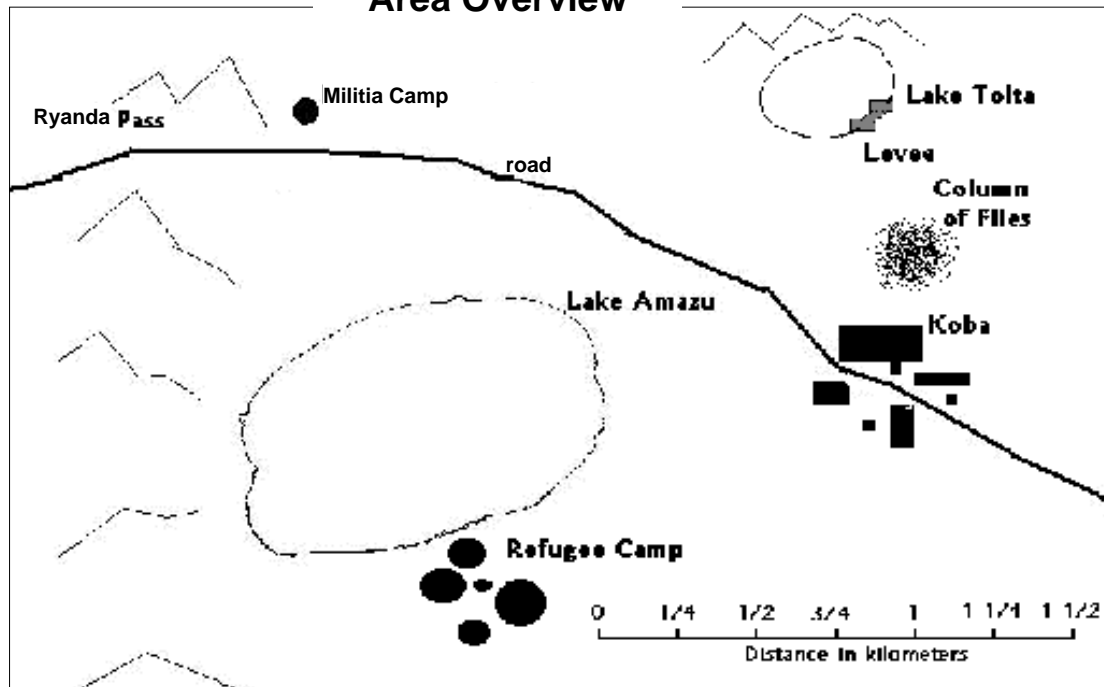 Area Overview
Militia Camp
Ryanda Pass
Lake Tolta
Levee
road
Column
of Flies
Lake Amazu
Koba
Refugee Camp
0 1/4 1/2 3/4 1 1 1/4 1 1/2
Distance in kilometers